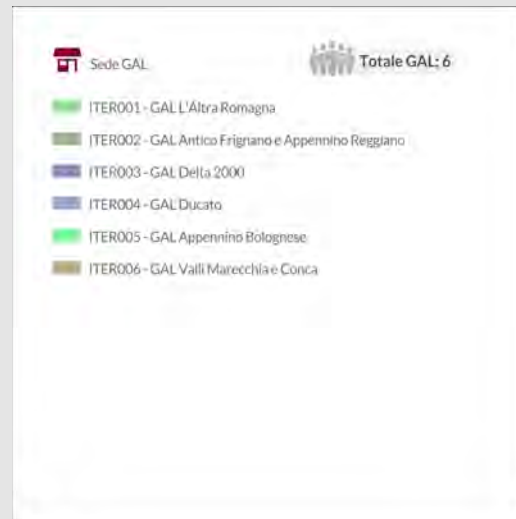 Sede GAL
Totale GAL: 6
ITER001 - GAL L'Altra Romagna
ITER002 - GAL Antico Frignano e Appennino Reggiano
ITER003 - GAL Delta 2000
ITER004 - GAL Ducato
ITER005 - GAL Appennino Bolognese
ITER006 - GAL Valli Marecchia e Conca